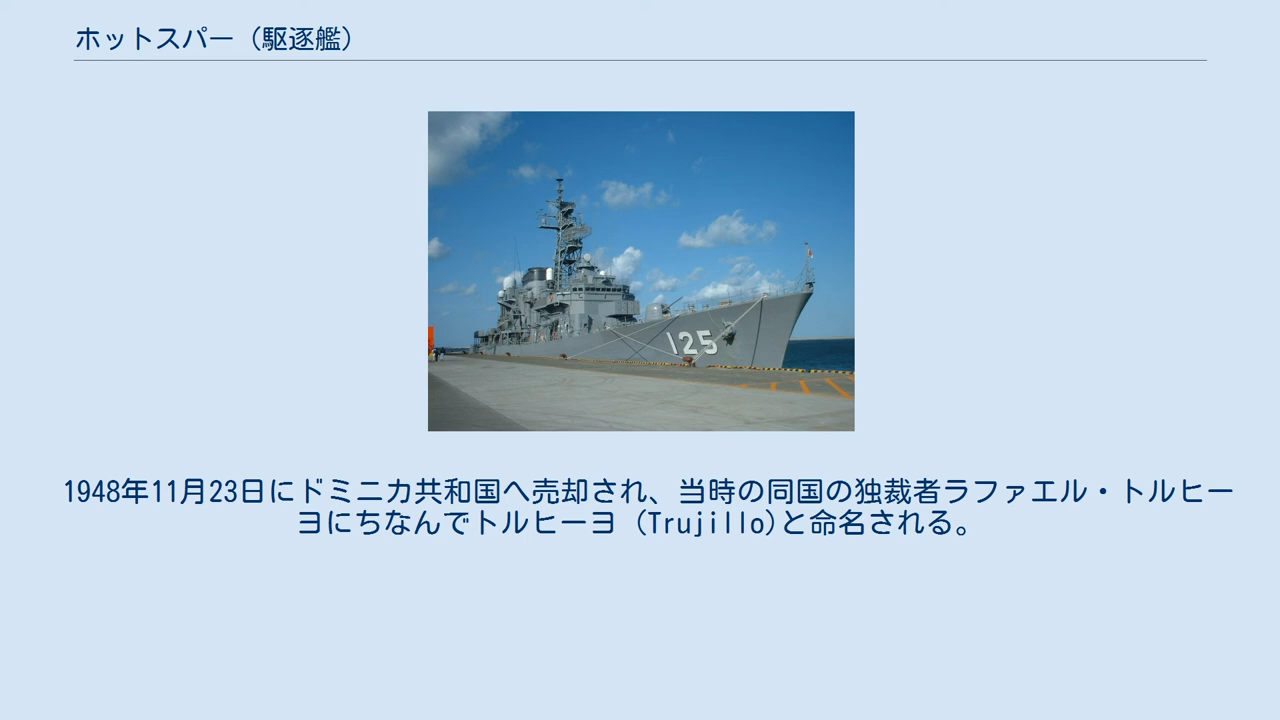 ホットスパー (駆逐艦)
125
1948年11月23日にドミニカ共和国へ売却され、当時の同国の独裁者ラファエル・トルヒー
ヨにちなんでトルヒーヨ (Trujillo)と命名される。